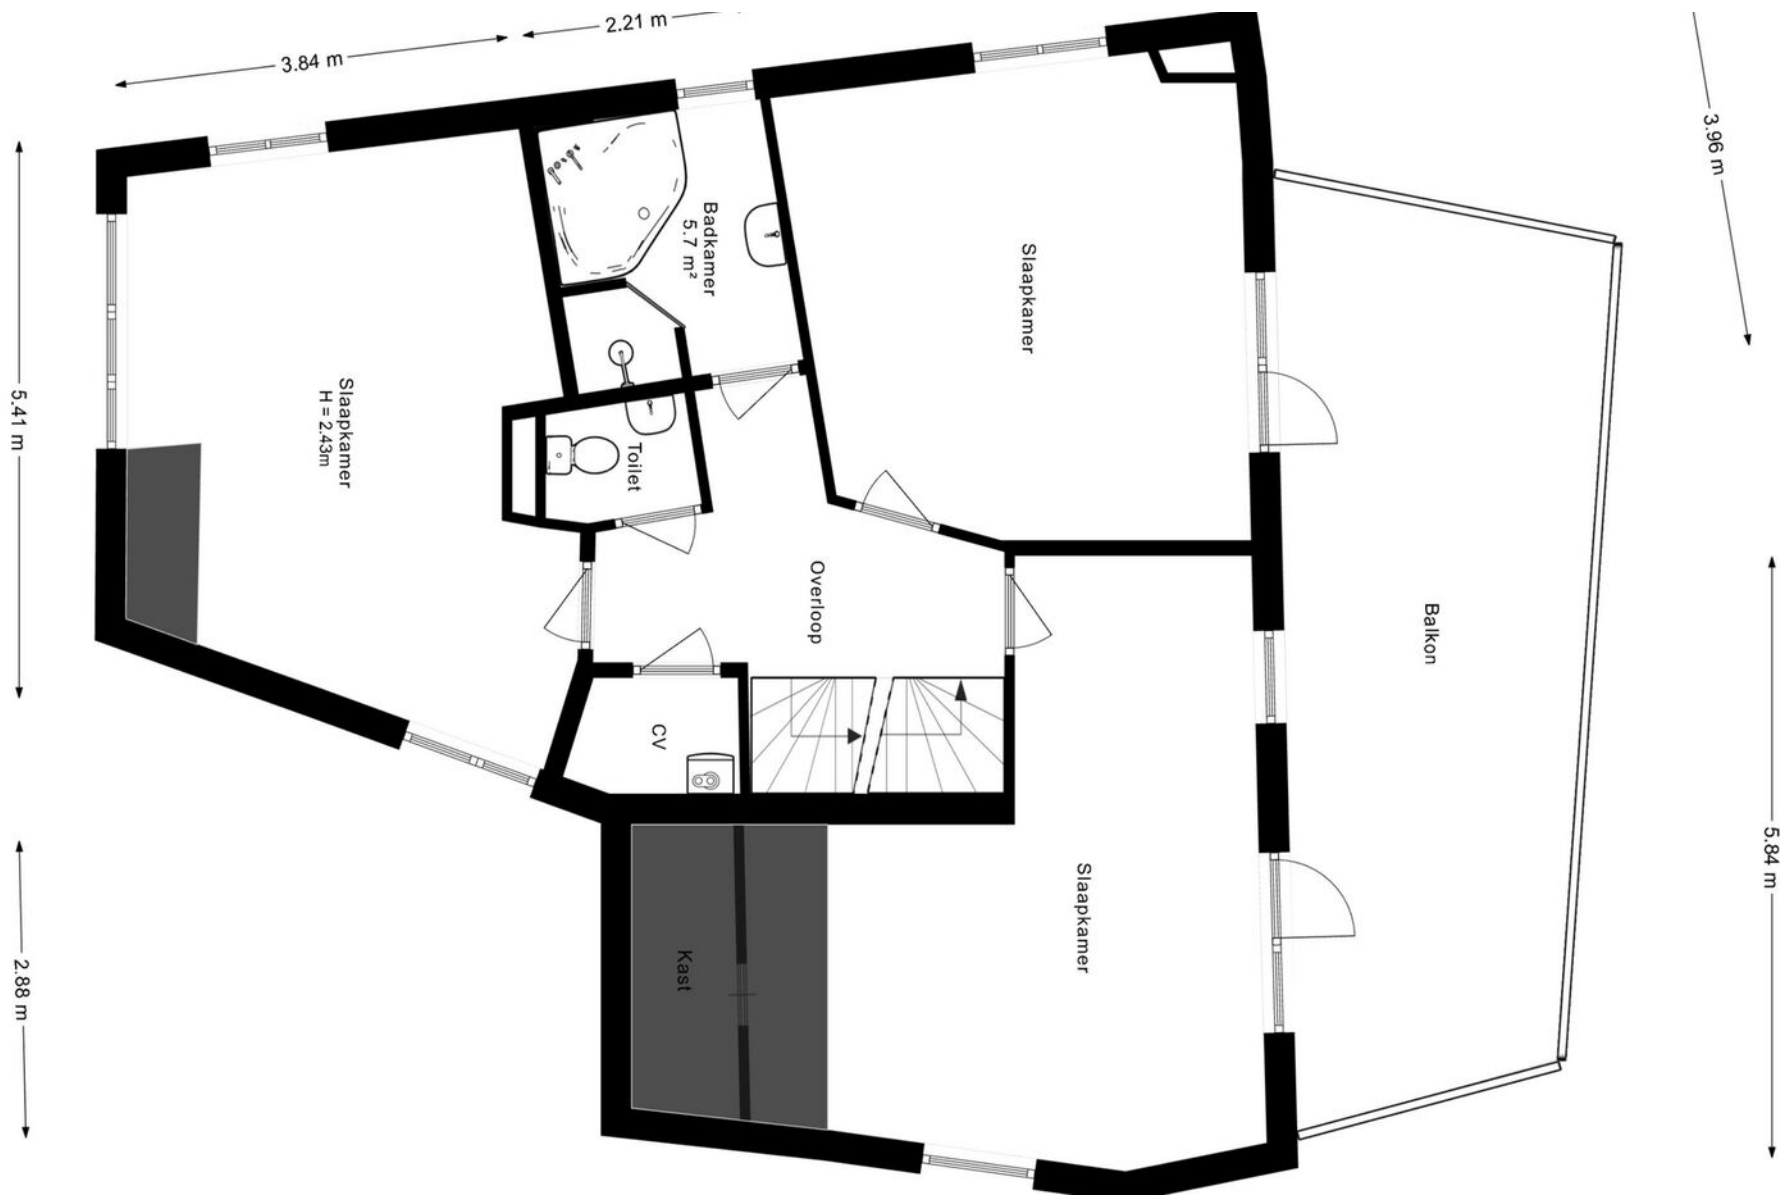 3.84 m
2.21 m
3.96 m
5.41 m
2.88 m
5.84 m
Badkamer
5.7 m²
Slaapkamer
Slaapkamer
H = 2.43m
Toilet
Overloop
Balkon
CV
Kast
Slaapkamer